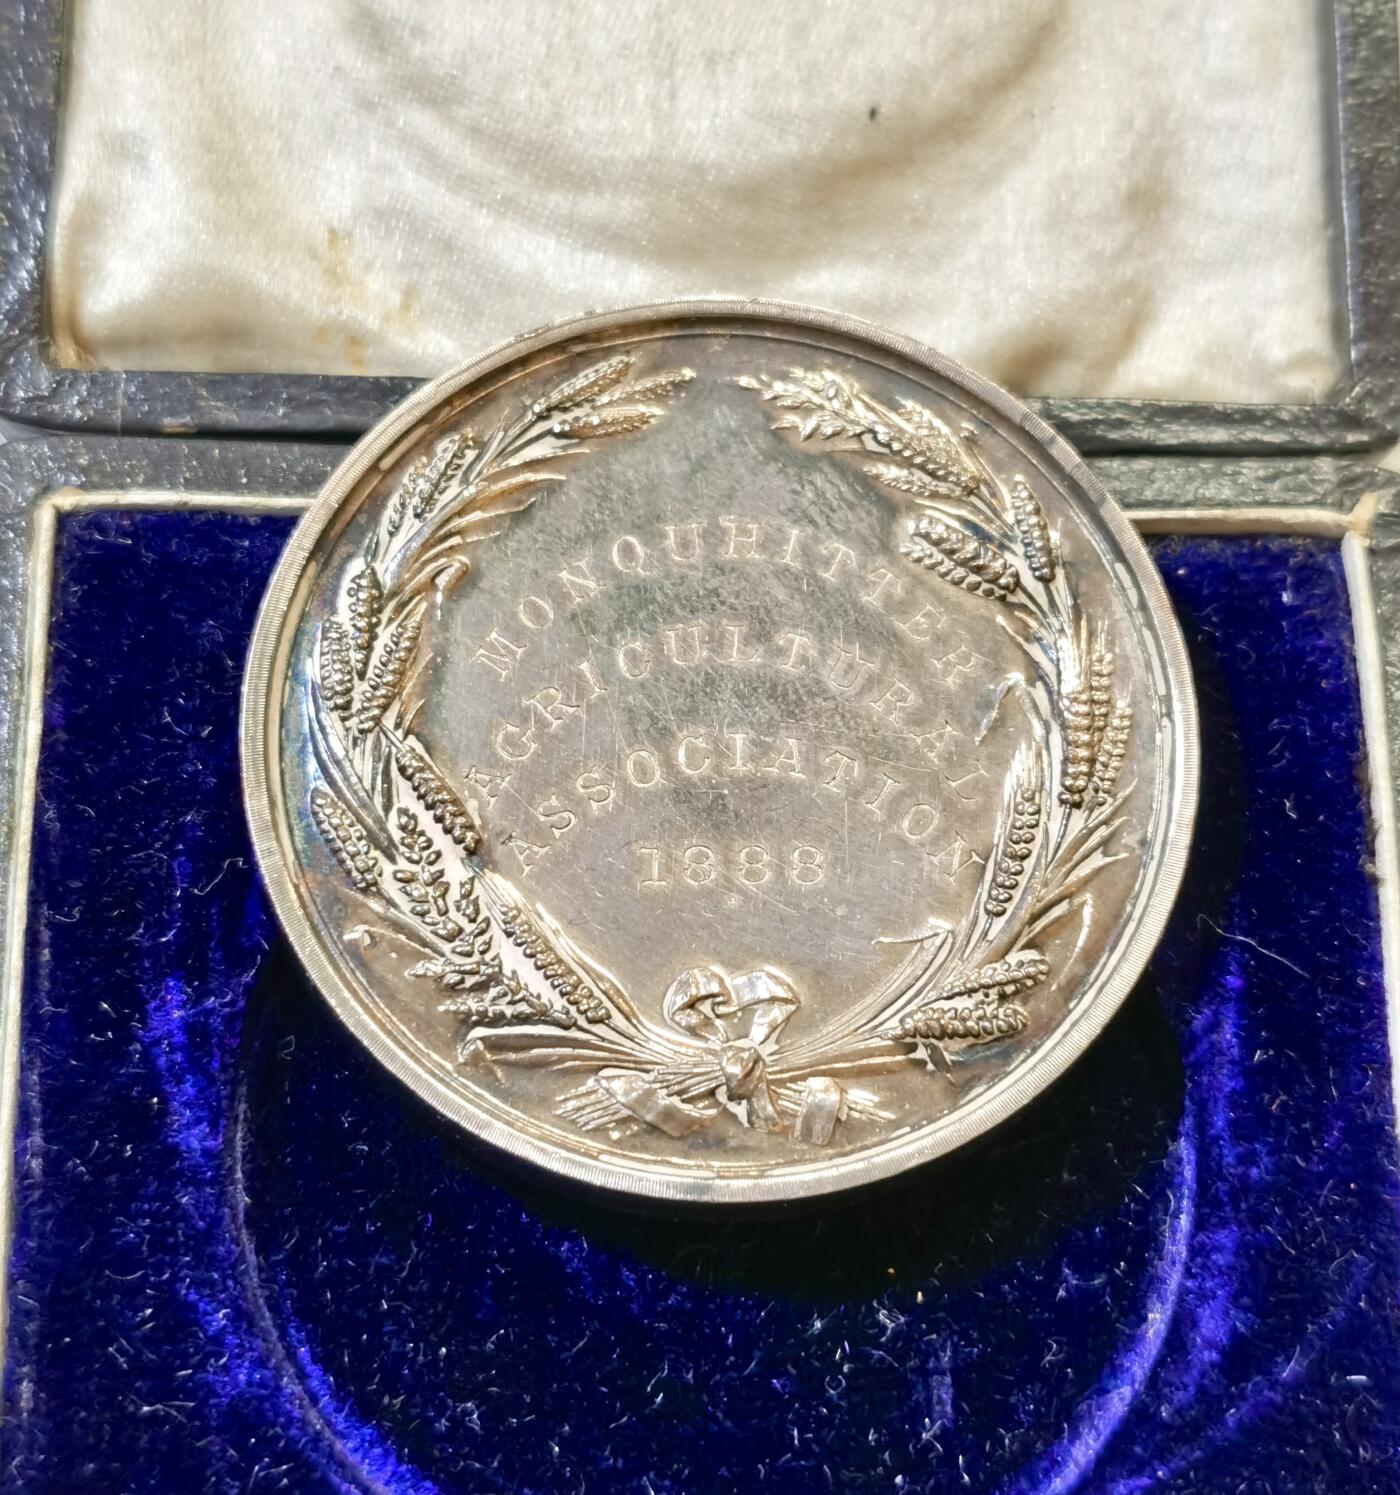 MONQUHITTER
AGRICULTURAL
ASSOCIATION
1888